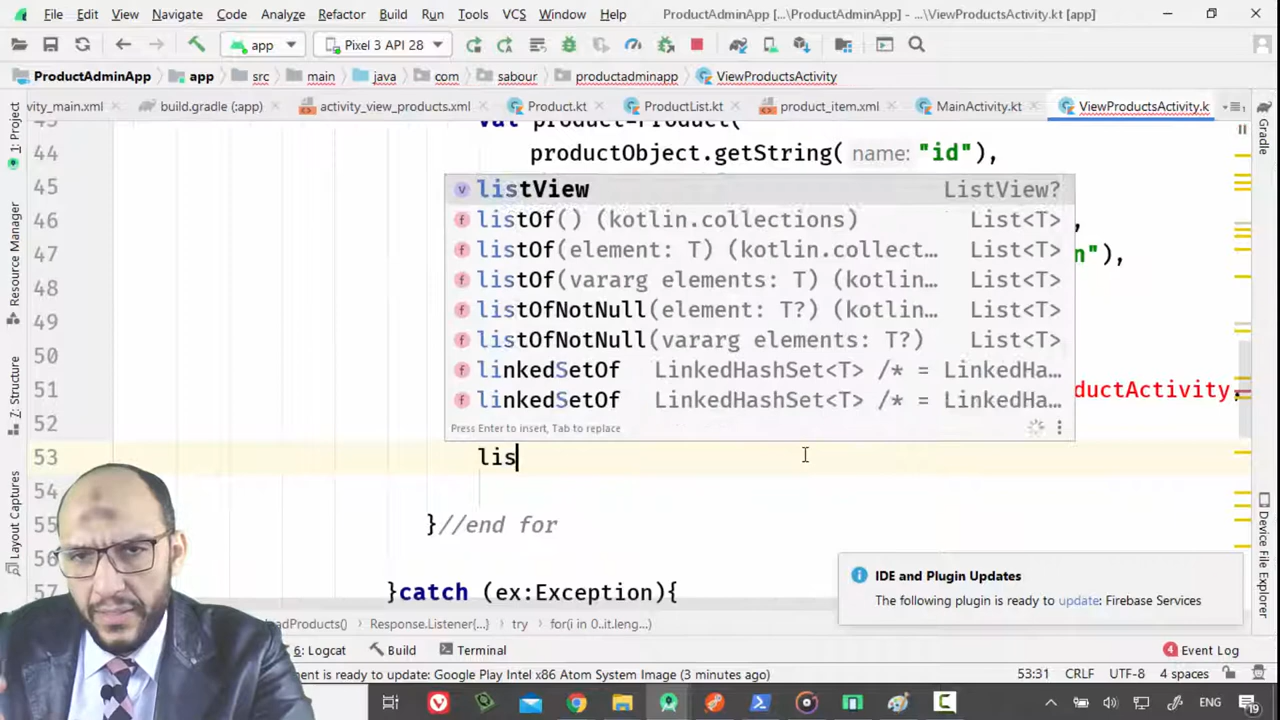 File Edit View Navigate Code Analyze Refactor Build Run Tools VCS Window Help ProductAdminApp [...\ProductAdminApp] - ...\ViewProductsActivity.kt [app]
app Pixel 3 API 28
ProductAdminApp app src main java com sabour productadminapp ViewProductsActivity
vity_main.xml build.gradle (:app) activity_view_products.xml Product.kt ProductList.kt product_item.xml MainActivity.kt ViewProductsActivity.k
1: Project
Resource Manager
Z: Structure
Layout Captures
Gradle
Device File Explorer
val product=Product(
44 productObject.getString( name: "id"),
45
46 ,
47 n"),
48
49
50
51 ductActivity,
52
53 lis
54
55 }//end for
56
57 }catch (ex:Exception){
listView ListView?
listOf() (kotlin.collections) List<T>
listOf(element: T) (kotlin.collect… List<T>
listOf(vararg elements: T) (kotlin… List<T>
listOfNotNull(element: T?) (kotlin… List<T>
listOfNotNull(vararg elements: T?) List<T>
linkedSetOf LinkedHashSet<T> /* = LinkedHa…
linkedSetOf LinkedHashSet<T> /* = LinkedHa…
Press Enter to insert, Tab to replace
IDE and Plugin Updates
The following plugin is ready to update: Firebase Services
adProducts() Response.Listener{...} try for(i in 0..it.leng...)
6: Logcat Build Terminal 4 Event Log
ent is ready to update: Google Play Intel x86 Atom System Image (3 minutes ago) 53:31 CRLF UTF-8 4 spaces
ENG 19